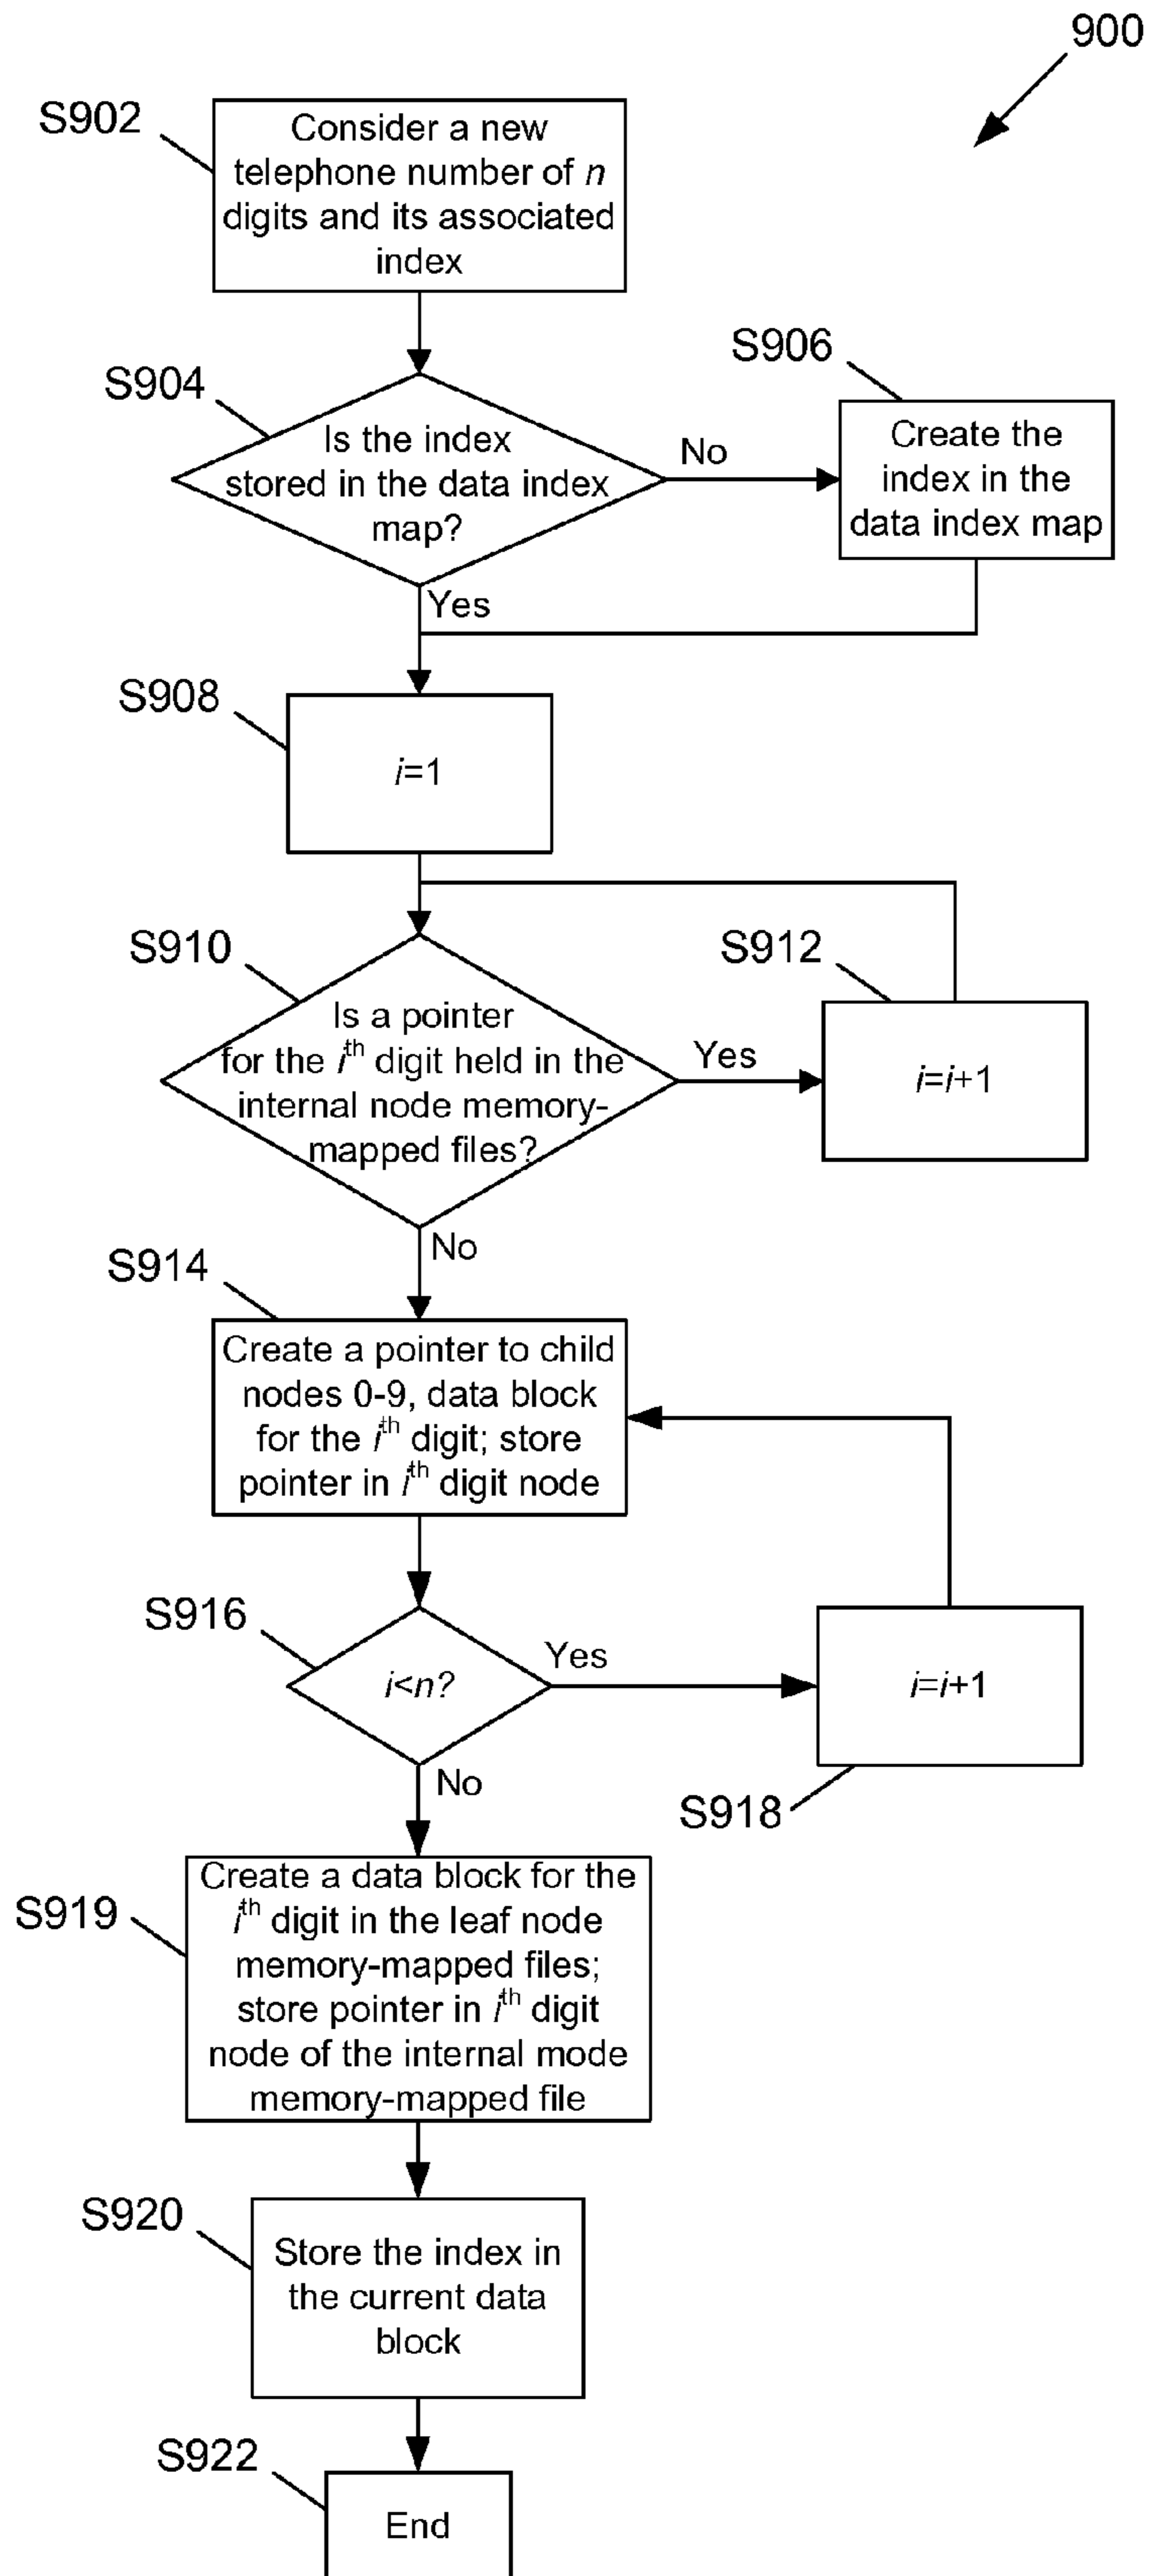 900
S902
Consider a new
telephone number of n
digits and its associated
index
S904
Is the index
stored in the data index
map?
No
S906
Create the
index in the
data index map
Yes
S908
i=1
S910
Is a pointer
for the ith digit held in the
internal node memory-
mapped files?
Yes
S912
i=i+1
No
S914
Create a pointer to child
nodes 0-9, data block
for the ith digit; store
pointer in ith digit node
S916
i<n?
Yes
i=i+1
S918
No
S919
Create a data block for the
ith digit in the leaf node
memory-mapped files;
store pointer in ith digit
node of the internal mode
memory-mapped file
S920
Store the index in
the current data
block
S922
End